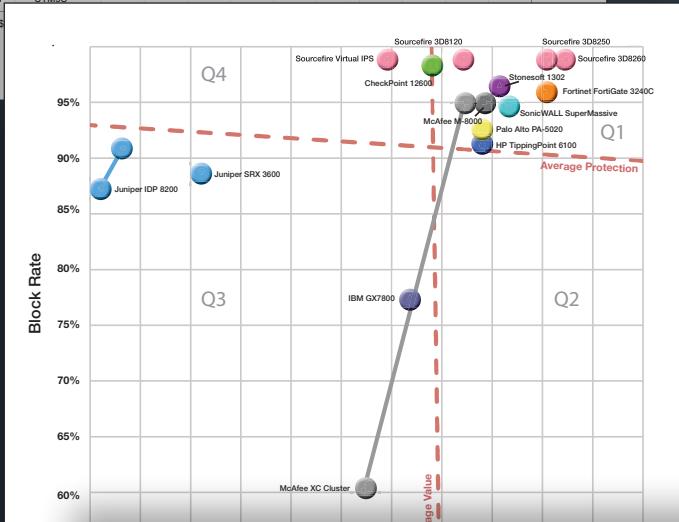 Sourcefire 3D8120
Sourcefire 3D8250
Q4
Sourcefire Virtual IPS
Sourcefire 3D8260
CheckPoint 12600
Stonesoft 1302
Fortinet FortiGate 3240C
95%
McAfee M-8000
SonicWALL SuperMassive
Palo Alto PA-5020
Q1
HP TippingPoint 6100
90%
Average Protection
Juniper SRX 3600
Juniper IDP 8200
85%
80%
Block Rate
Q3
IBM GX7800
Q2
75%
70%
65%
McAfee XC Cluster
60%
Value